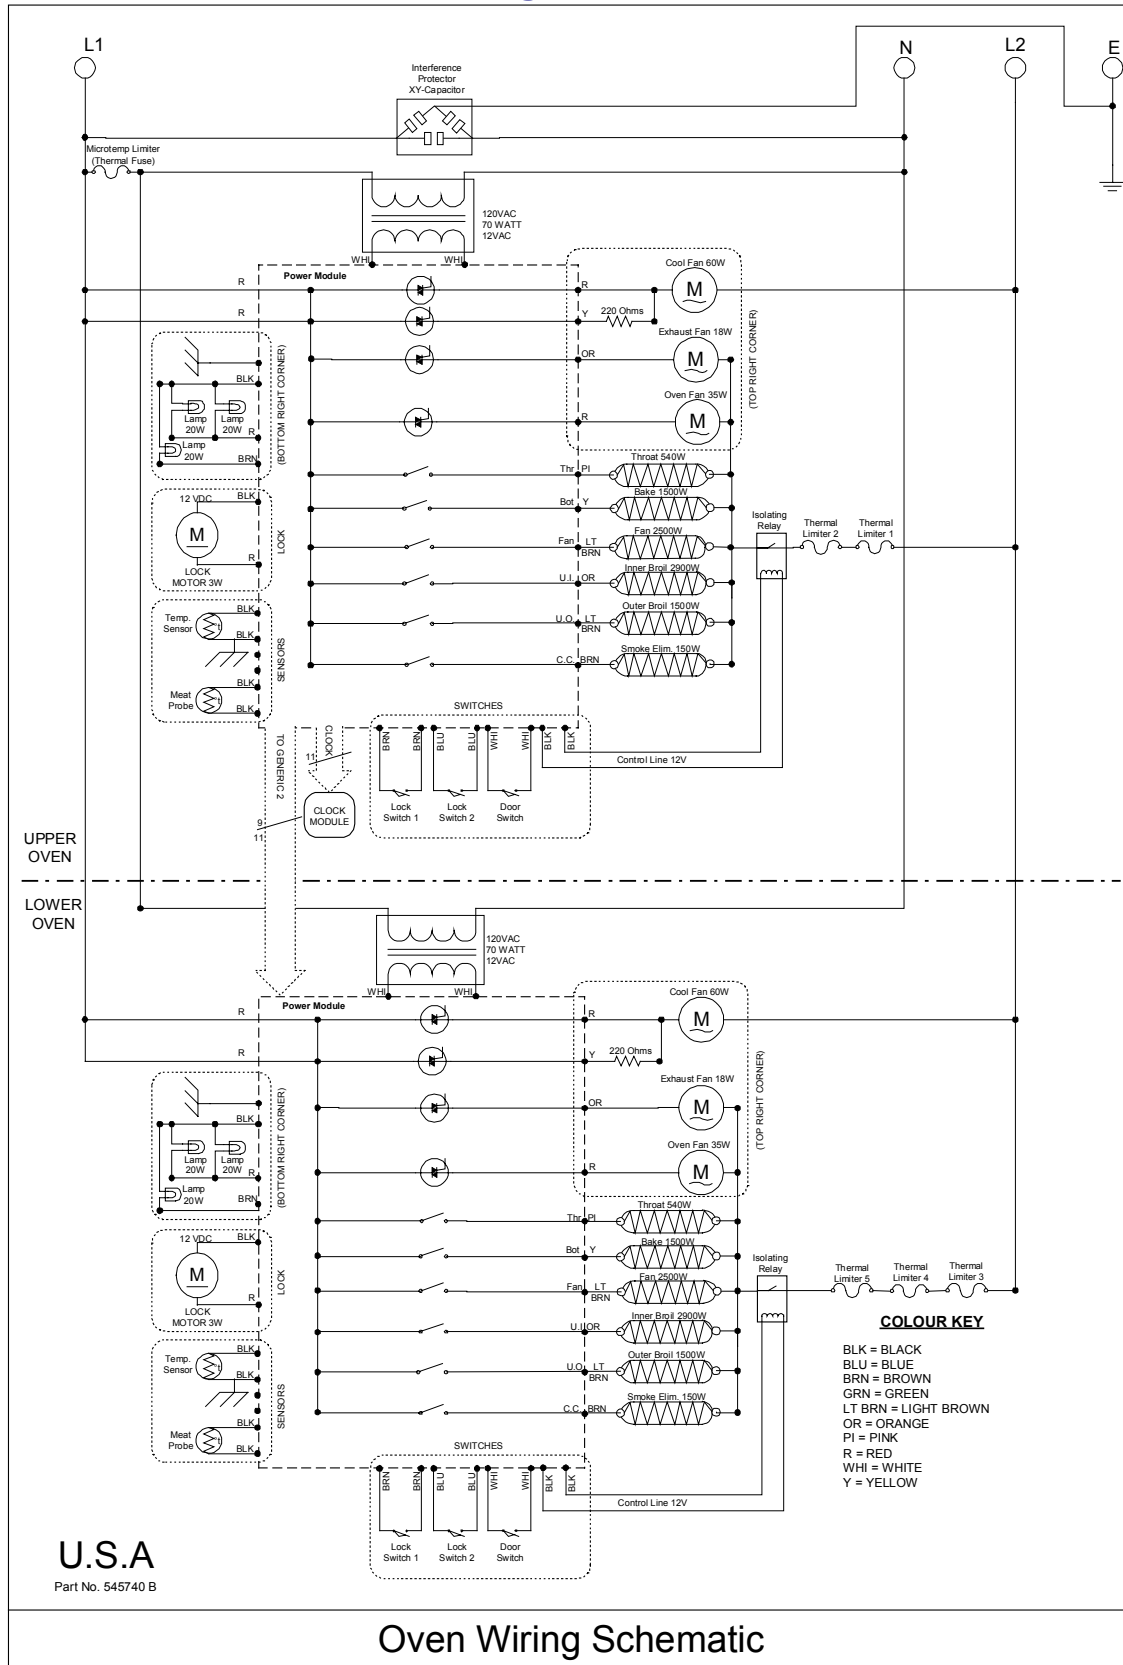 L1
N
L2
E
Interference
Protector
XY-Capacitor
Microtemp Limiter
(Thermal Fuse)
120VAC
70 WATT
12VAC
WHI
WHI
Power Module
R
R
R
Cool Fan 60W
M
Y
220 Ohms
OR
Exhaust Fan 18W
M
R
Oven Fan 35W
M
(TOP RIGHT CORNER)
BLK
Lamp
20W
Lamp
20W
R
Lamp
20W
BRN
(BOTTOM RIGHT CORNER)
Thr
PI
Throat 540W
Bot
Y
Bake 1500W
Fan
LT
BRN
Fan 2500W
U.I.
OR
Inner Broil 2900W
U.O.
LT
BRN
Outer Broil 1500W
C.C.
BRN
Smoke Elim. 150W
Isolating
Relay
Thermal
Limiter 2
Thermal
Limiter 1
12 VDC
BLK
M
R
LOCK
MOTOR 3W
LOCK
Temp.
Sensor
°t
BLK
BLK
Meat
Probe
°t
BLK
BLK
SENSORS
SWITCHES
BRN
BRN
BLU
BLU
WHI
WHI
BLK
BLK
Control Line 12V
Lock
Switch 1
Lock
Switch 2
Door
Switch
TO GENERIC 2
CLOCK
11
CLOCK
MODULE
9
11
UPPER
OVEN
LOWER
OVEN
120VAC
70 WATT
12VAC
WHI
WHI
Power Module
R
R
R
Cool Fan 60W
M
Y
220 Ohms
OR
Exhaust Fan 18W
M
R
Oven Fan 35W
M
(TOP RIGHT CORNER)
BLK
Lamp
20W
Lamp
20W
R
Lamp
20W
BRN
(BOTTOM RIGHT CORNER)
Thr
PI
Throat 540W
Bot
Y
Bake 1500W
Fan
LT
BRN
Fan 2500W
U.I.
OR
Inner Broil 2900W
U.O.
LT
BRN
Outer Broil 1500W
C.C.
BRN
Smoke Elim. 150W
Isolating
Relay
Thermal
Limiter 5
Thermal
Limiter 4
Thermal
Limiter 3
12 VDC
BLK
M
R
LOCK
MOTOR 3W
LOCK
Temp.
Sensor
°t
BLK
BLK
Meat
Probe
°t
BLK
BLK
SENSORS
SWITCHES
BRN
BRN
BLU
BLU
WHI
WHI
BLK
BLK
Control Line 12V
Lock
Switch 1
Lock
Switch 2
Door
Switch
COLOUR KEY
BLK = BLACK
BLU = BLUE
BRN = BROWN
GRN = GREEN
LT BRN = LIGHT BROWN
OR = ORANGE
PI = PINK
R = RED
WHI = WHITE
Y = YELLOW
U.S.A
Part No. 545740 B
Oven Wiring Schematic